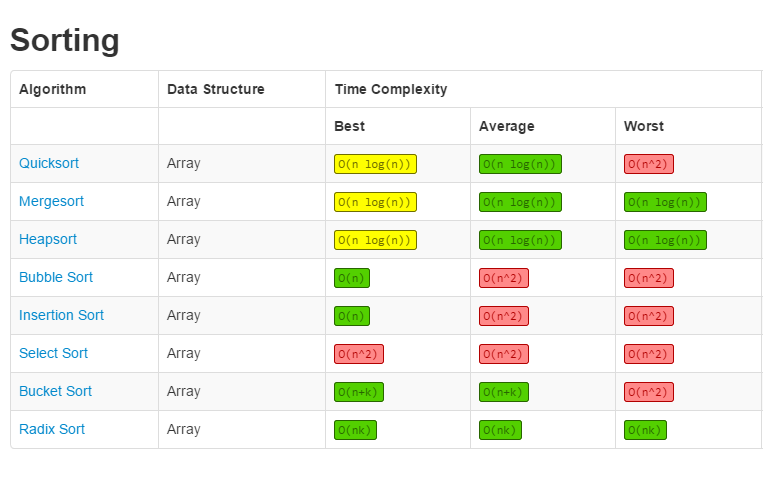 Sorting
Algorithm Data Structure Time Complexity
Best Average Worst
Quicksort Array O(n log(n)) O(n log(n)) O(n^2)
Mergesort Array O(n log(n)) O(n log(n)) O(n log(n))
Heapsort Array O(n log(n)) O(n log(n)) O(n log(n))
Bubble Sort Array O(n) O(n^2) O(n^2)
Insertion Sort Array O(n) O(n^2) O(n^2)
Select Sort Array O(n^2) O(n^2) O(n^2)
Bucket Sort Array O(n+k) O(n+k) O(n^2)
Radix Sort Array O(nk) O(nk) O(nk)